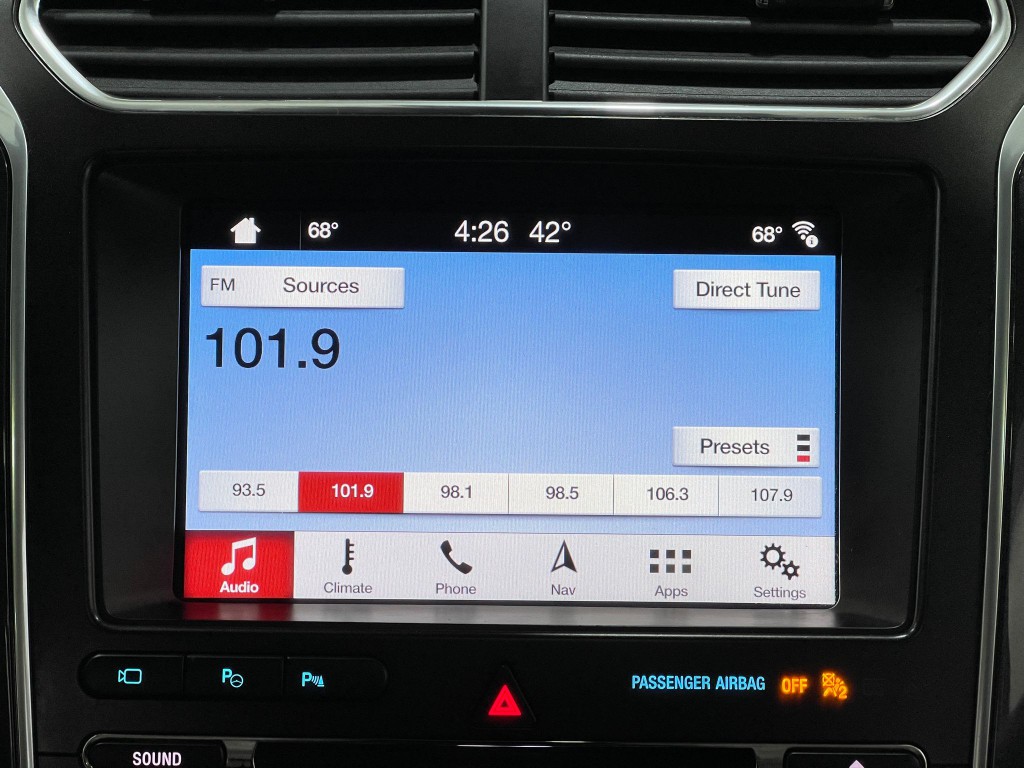 68° 4:26 42° 68°
FM Sources Direct Tune
101.9
Presets
93.5 101.9 98.1 98.5 106.3 107.9
Audio Climate Phone Nav Apps Settings
P P PASSENGER AIRBAG OFF 2
SOUND